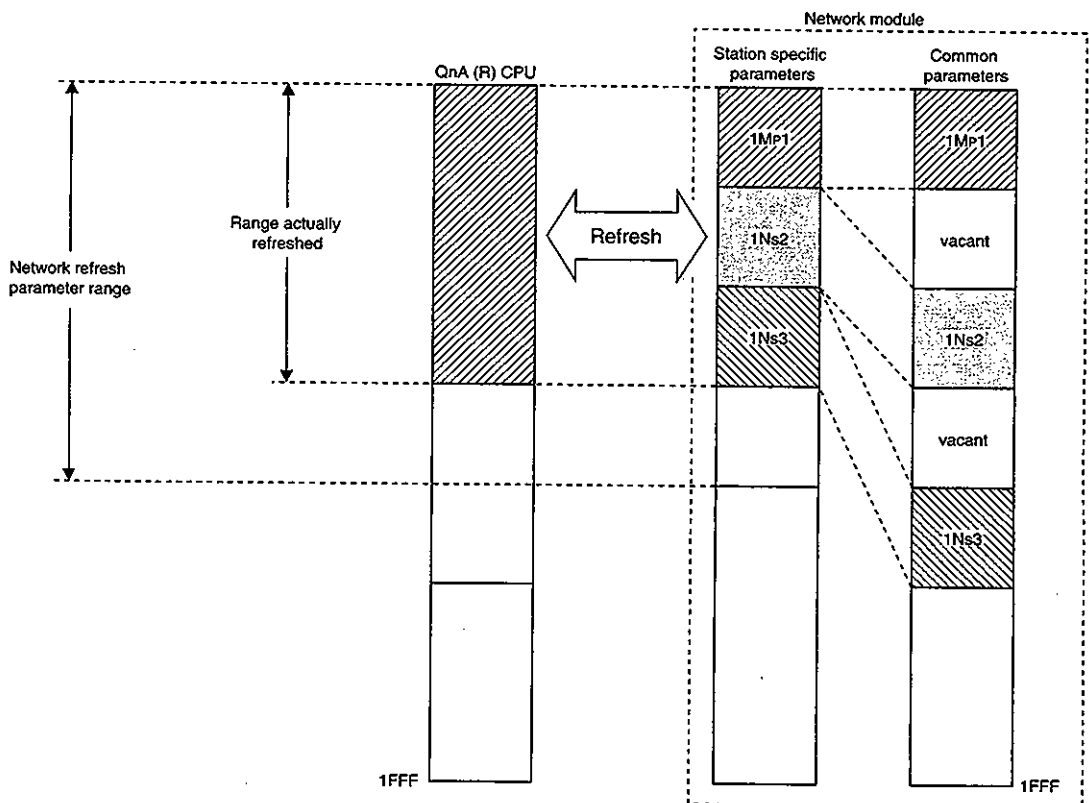 Network module
Station specific
parameters
Common
parameters
QnA (R) CPU
1MP1
1MP1
Range actually
refreshed
Refresh
1Ns2
vacant
Network refresh
parameter range
1Ns3
1Ns2
vacant
1Ns3
1FFF
1FFF